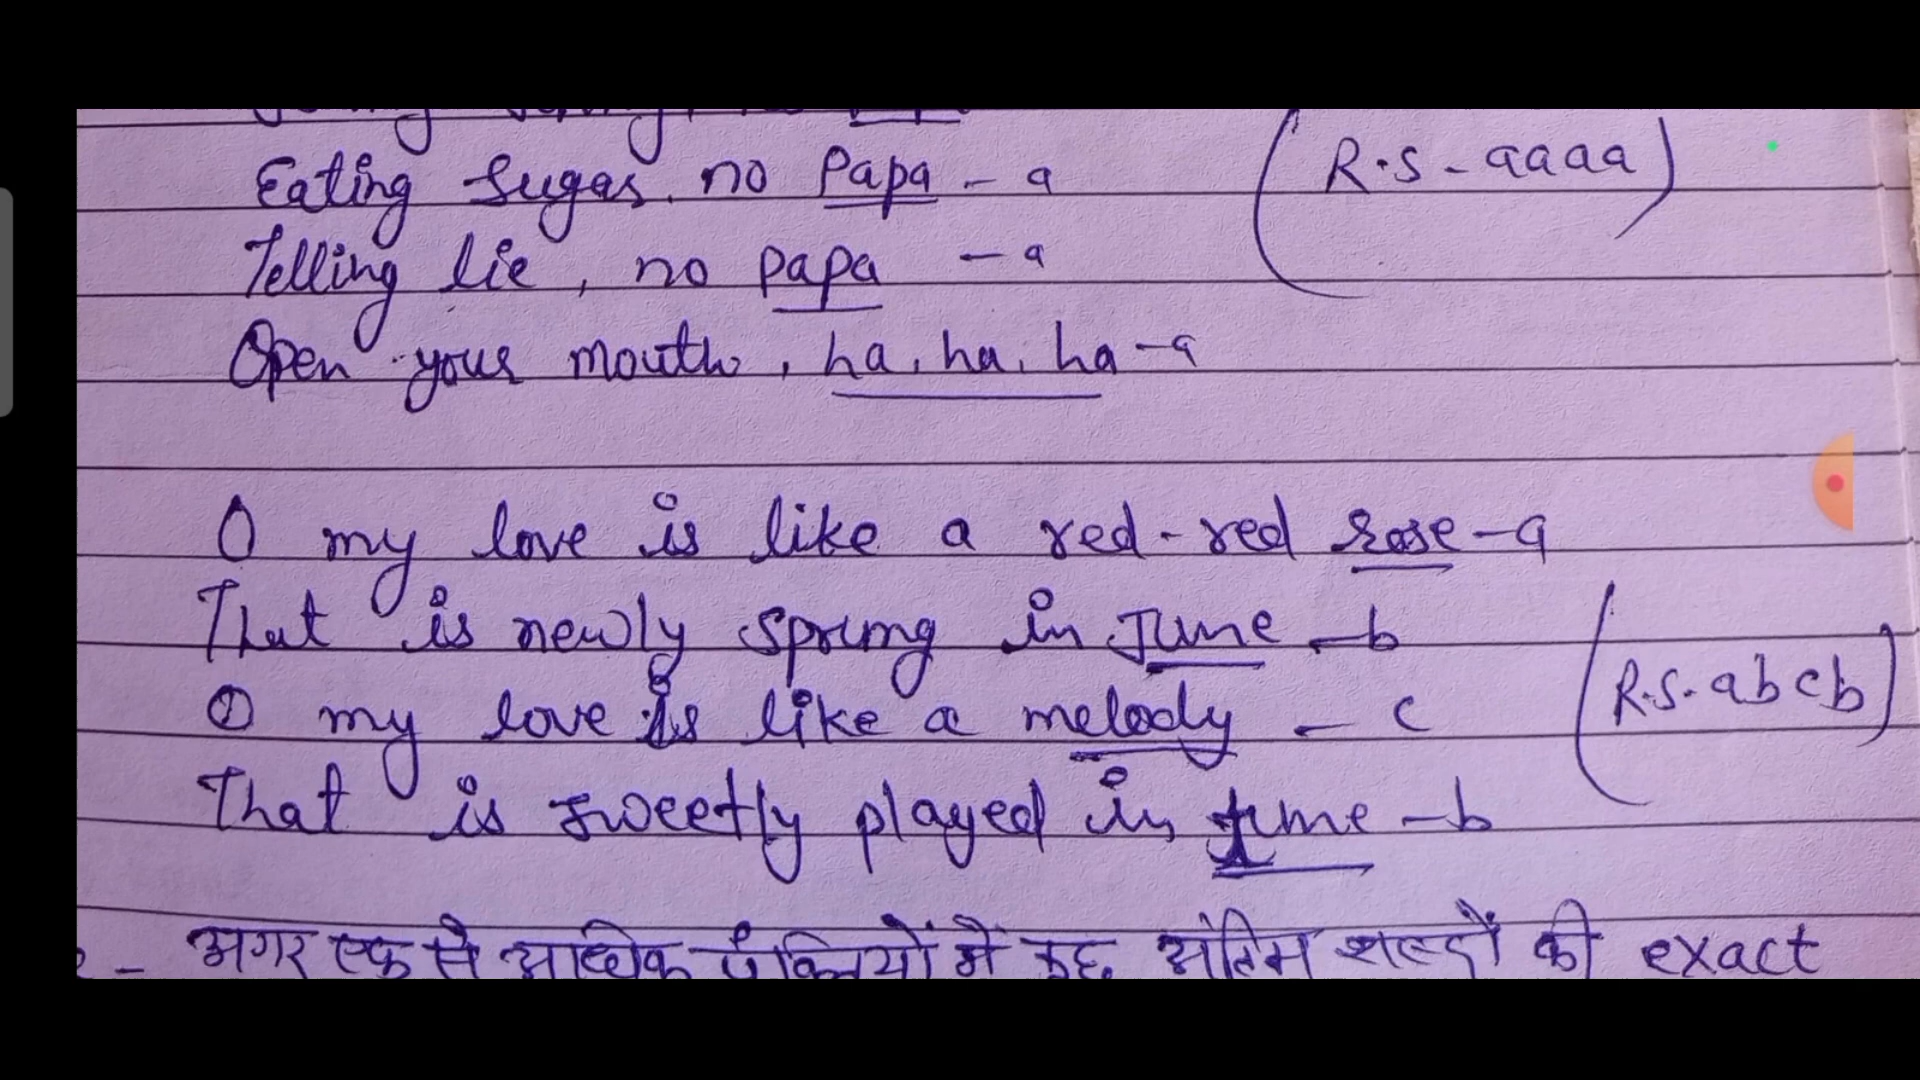 Eating sugar, no Papa - a
(R.S - aaaa)
Telling lie, no papa - a
Open your mouth, ha, ha, ha - a
O my love is like a red-red rose - a
That is newly sprung in June - b
O my love is like a melody - c
(R.S. abcb)
That is sweetly played in tune - b
अगर एक से अधिक पंक्तियों में कुछ अंतिम शब्दों की exact